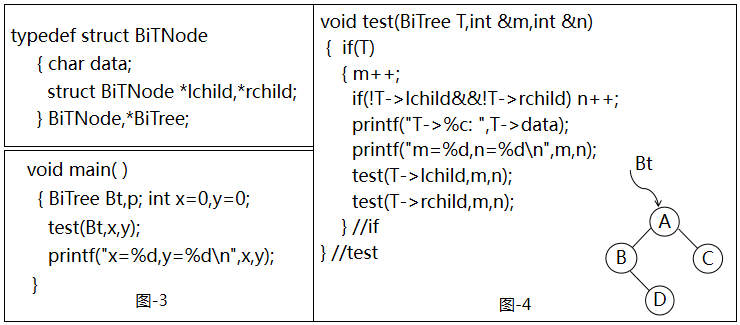 typedef struct BiTNode
{ char data;
struct BiTNode *lchild,*rchild;
} BiTNode,*BiTree;
void main( )
{ BiTree Bt,p; int x=0,y=0;
test(Bt,x,y);
printf("x=%d,y=%d\n",x,y);
}
图-3
void test(BiTree T,int &m,int &n)
{ if(T)
{ m++;
if(!T->lchild&&!T->rchild) n++;
printf("T->%c: ",T->data);
printf("m=%d,n=%d\n",m,n);
test(T->lchild,m,n);
test(T->rchild,m,n);
} //if
} //test
图-4
Bt
A
B
C
D